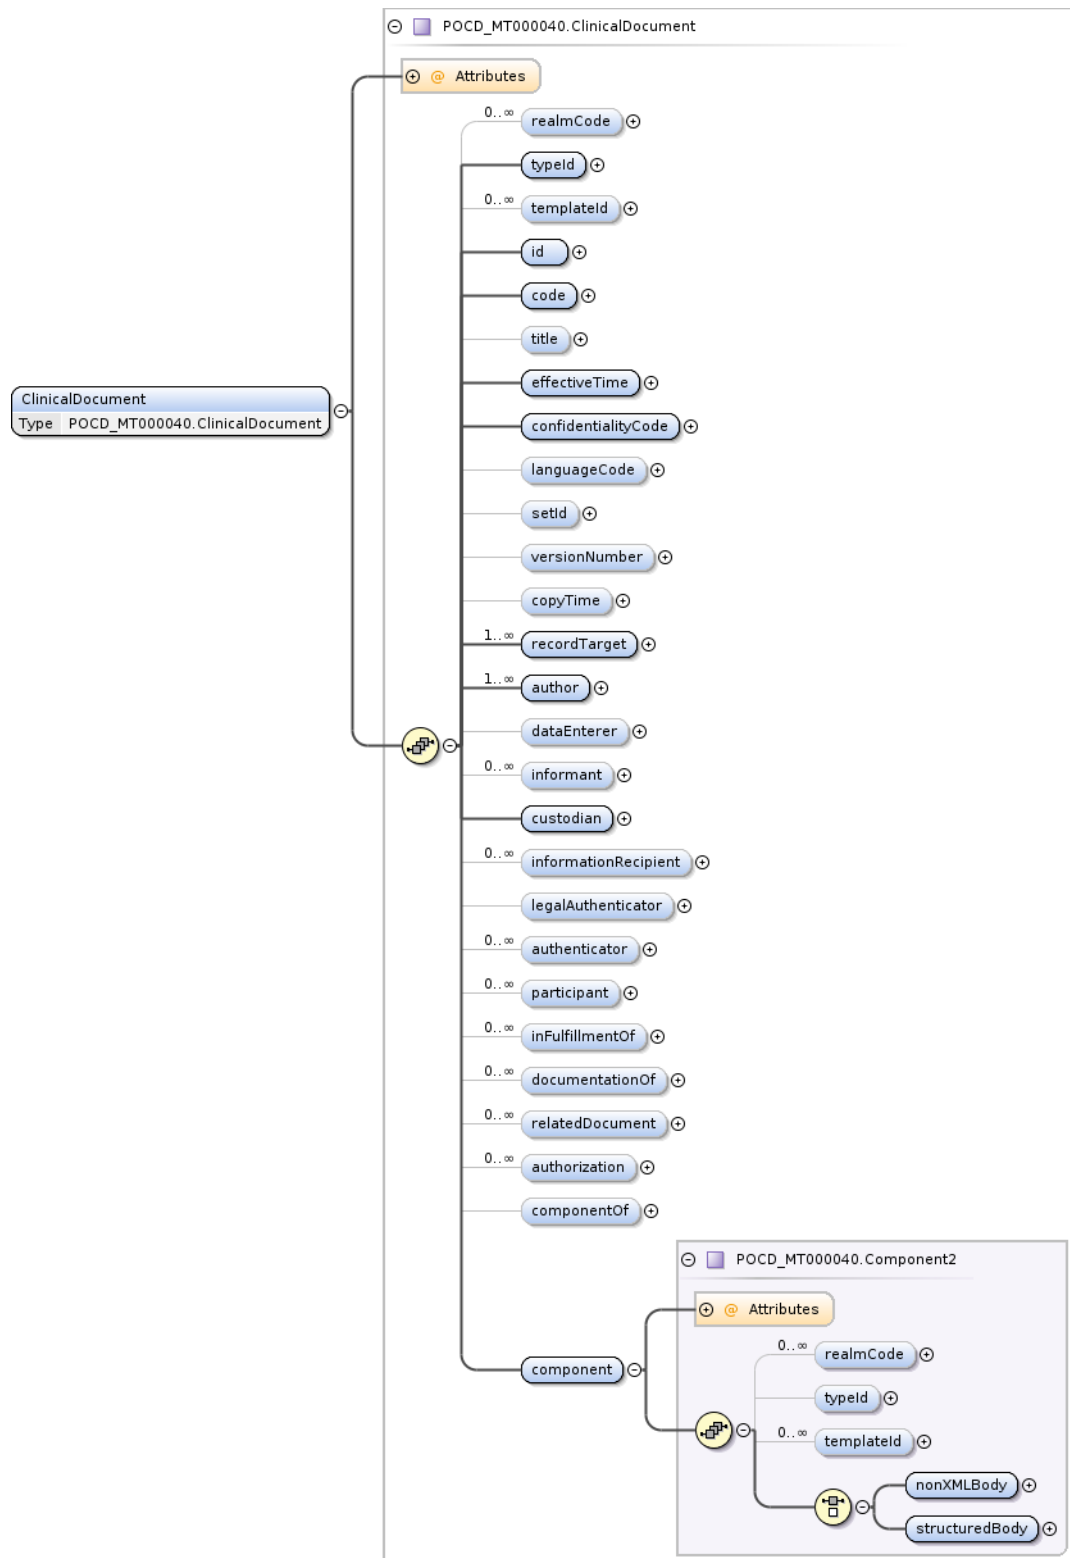 POCD_MT000040.ClinicalDocument
@ Attributes
0..∞
realmCode
typeId
0..∞
templateId
id
code
title
effectiveTime
ClinicalDocument
Type POCD_MT000040.ClinicalDocument
confidentialityCode
languageCode
setId
versionNumber
copyTime
1..∞
recordTarget
1..∞
author
dataEnterer
0..∞
informant
custodian
0..∞
informationRecipient
legalAuthenticator
0..∞
authenticator
0..∞
participant
0..∞
inFulfillmentOf
0..∞
documentationOf
0..∞
relatedDocument
0..∞
authorization
componentOf
POCD_MT000040.Component2
@ Attributes
0..∞
realmCode
component
typeId
0..∞
templateId
nonXMLBody
structuredBody